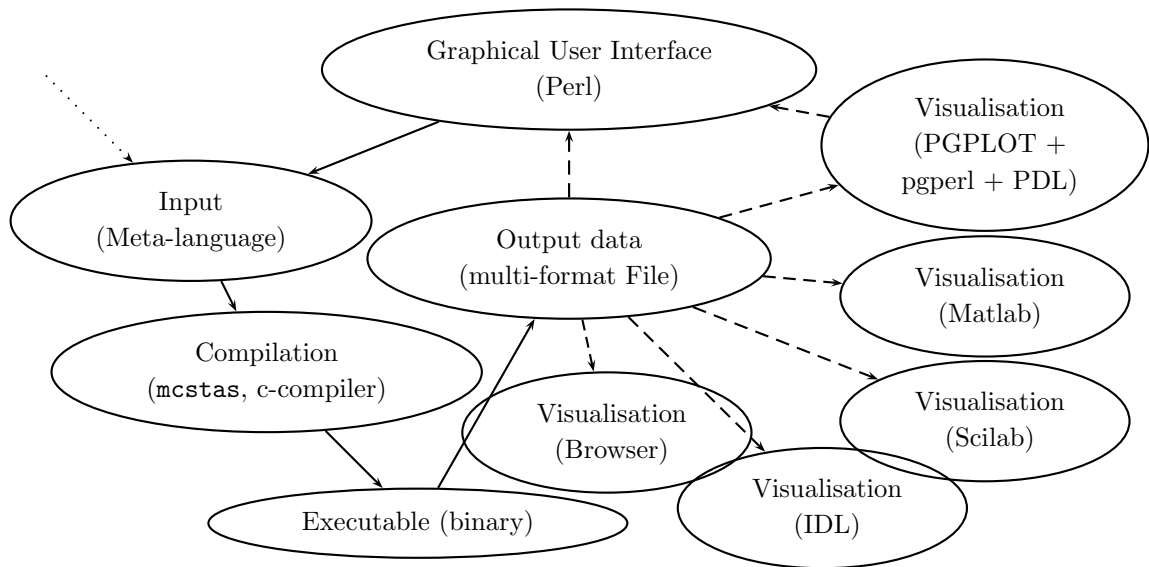 Graphical User Interface
(Perl)
Visualisation
(PGPLOT +
pgperl + PDL)
Input
(Meta-language)
Output data
(multi-format File)
Visualisation
(Matlab)
Compilation
(mcstas, c-compiler)
Visualisation
(Browser)
Visualisation
(Scilab)
Visualisation
(IDL)
Executable (binary)